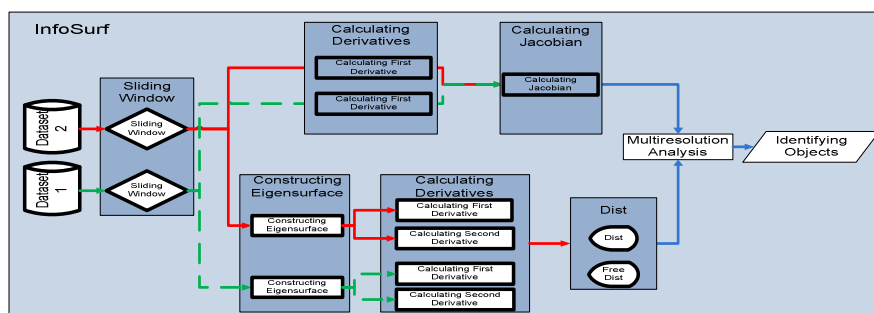 InfoSurf
Calculating
Derivatives
Calculating First
Derivative
Calculating First
Derivative
Calculating
Jacobian
Calculating
Jacobian
Sliding
Window
Dataset
2
Sliding
Window
Dataset
1
Sliding
Window
Multiresolution
Analysis
Identifying
Objects
Constructing
Eigensurface
Constructing
Eigensurface
Constructing
Eigensurface
Calculating
Derivatives
Calculating First
Derivative
Calculating Second
Derivative
Calculating First
Derivative
Calculating Second
Derivative
Dist
Dist
Free
Dist